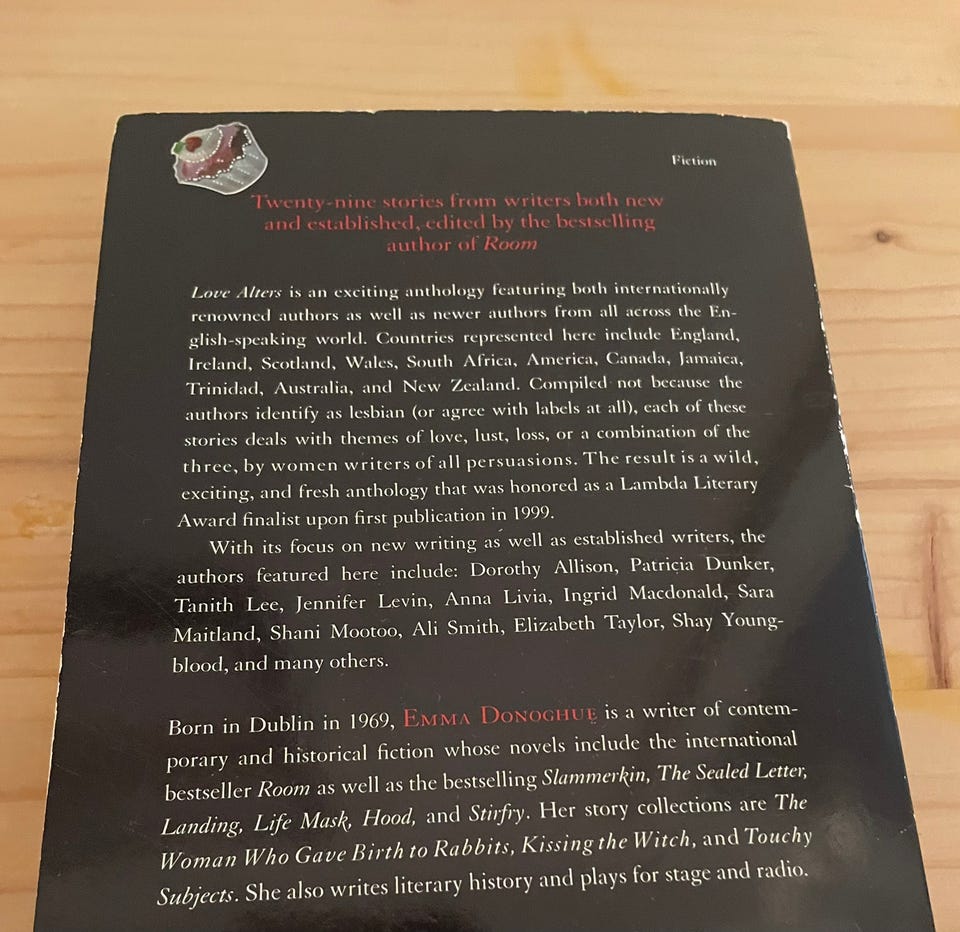 Fiction
Twenty-nine stories from writers both new
and established, edited by the bestselling
author of Room
Love Alters is an exciting anthology featuring both internationally
renowned authors as well as newer authors from all across the En-
glish-speaking world. Countries represented here include England,
Ireland, Scotland, Wales, South Africa, America, Canada, Jamaica,
Trinidad, Australia, and New Zealand. Compiled not because the
authors identify as lesbian (or agree with labels at all), each of these
stories deals with themes of love, lust, loss, or a combination of the
three, by women writers of all persuasions. The result is a wild,
exciting, and fresh anthology that was honored as a Lambda Literary
Award finalist upon first publication in 1999.
With its focus on new writing as well as established writers, the
authors featured here include: Dorothy Allison, Patricia Dunker,
Tanith Lee, Jennifer Levin, Anna Livia, Ingrid Macdonald, Sara
Maitland, Shani Mootoo, Ali Smith, Elizabeth Taylor, Shay Young-
blood, and many others.
Born in Dublin in 1969, EMMA DONOGHUE is a writer of contem-
porary and historical fiction whose novels include the international
bestseller Room as well as the bestselling Slammerkin, The Sealed Letter,
Landing, Life Mask, Hood, and Stirfry. Her story collections are The
Woman Who Gave Birth to Rabbits, Kissing the Witch, and Touchy
Subjects. She also writes literary history and plays for stage and radio.